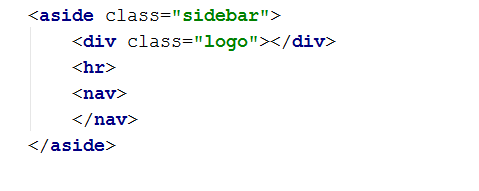 <aside class="sidebar">
<div class="logo"></div>
<hr>
<nav>
</nav>
</aside>